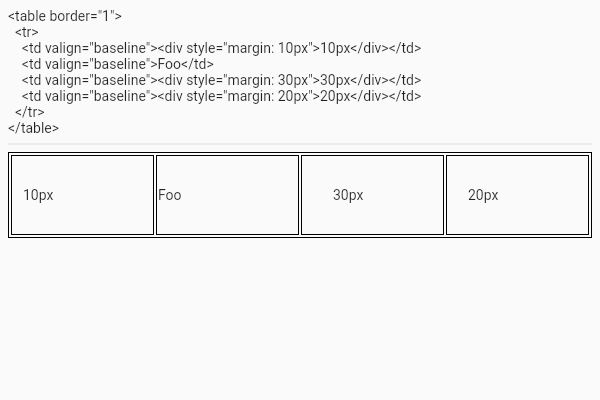 <table border="1">
<tr>
<td valign="baseline"><div style="margin: 10px">10px</div></td>
<td valign="baseline">Foo</td>
<td valign="baseline"><div style="margin: 30px">30px</div></td>
<td valign="baseline"><div style="margin: 20px">20px</div></td>
</tr>
</table>
10px Foo 30px 20px